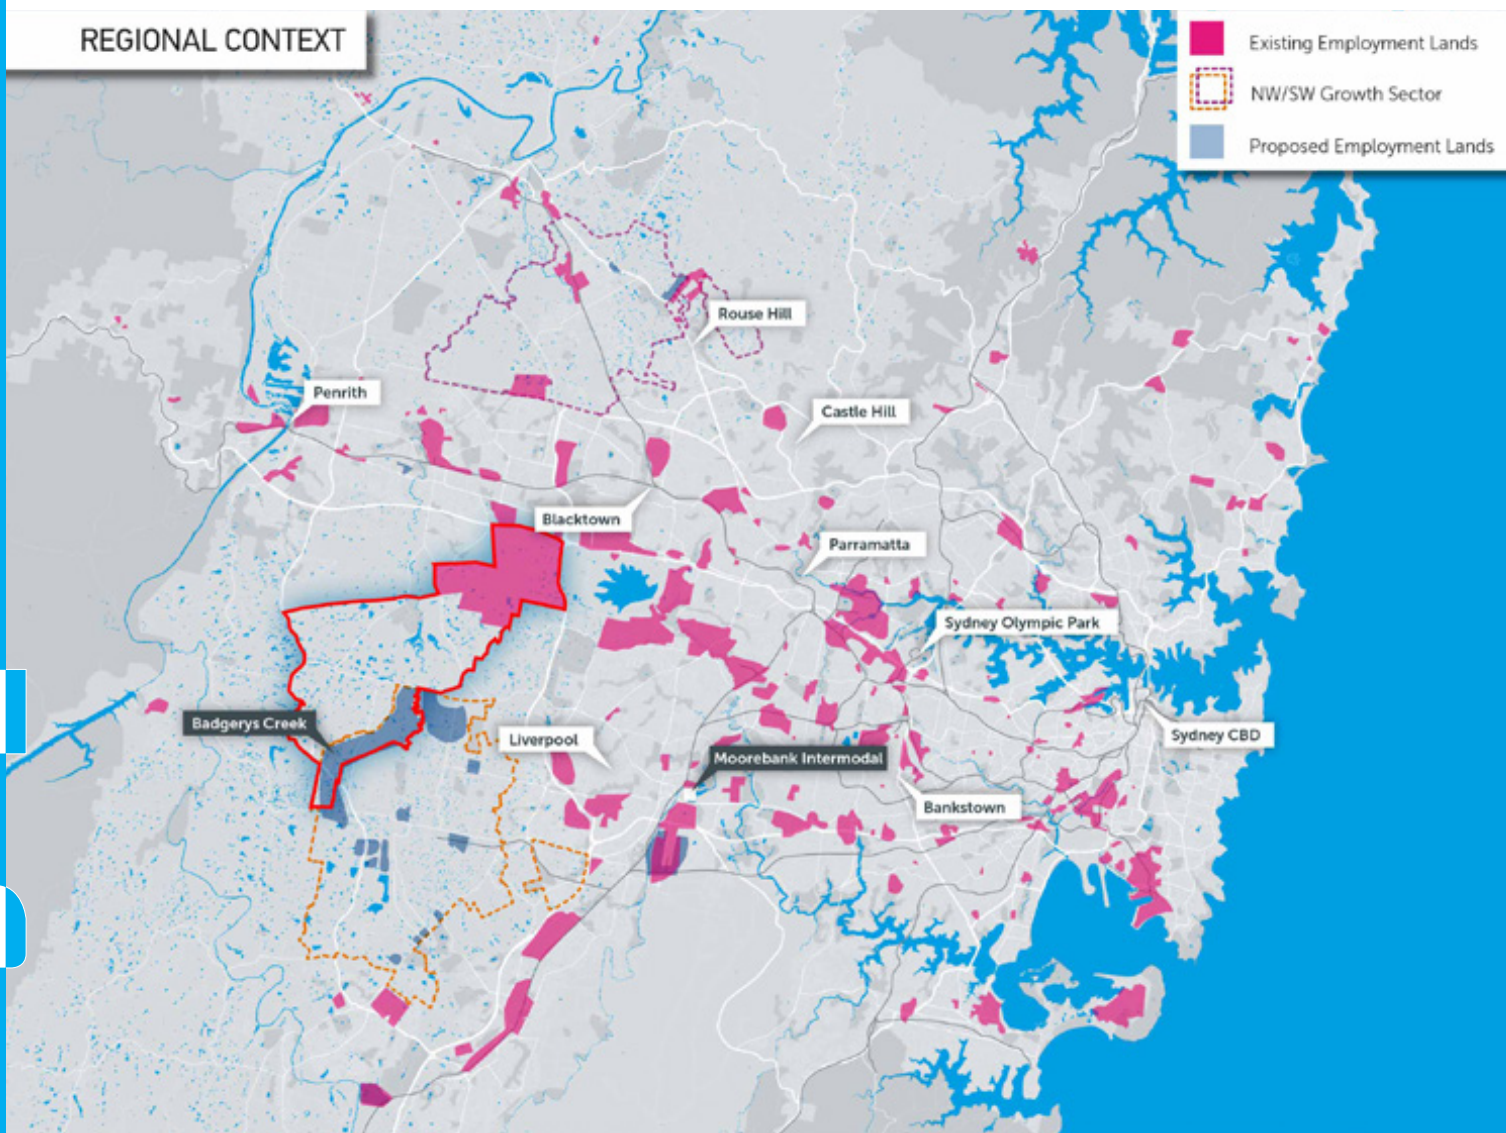 REGIONAL CONTEXT
Existing Employment Lands
NW/SW Growth Sector
Proposed Employment Lands
Rouse Hill
Penrith
Castle Hill
Blacktown
Parramatta
Sydney Olympic Park
Badgerys Creek
Liverpool
Sydney CBD
Moorebank Intermodal
Bankstown